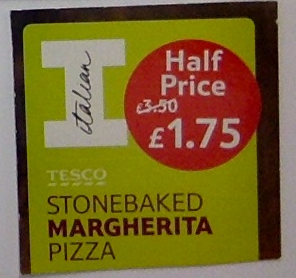 I
italian
Half
Price
£3.50
£1.75
TESCO
STONEBAKED
MARGHERITA
PIZZA